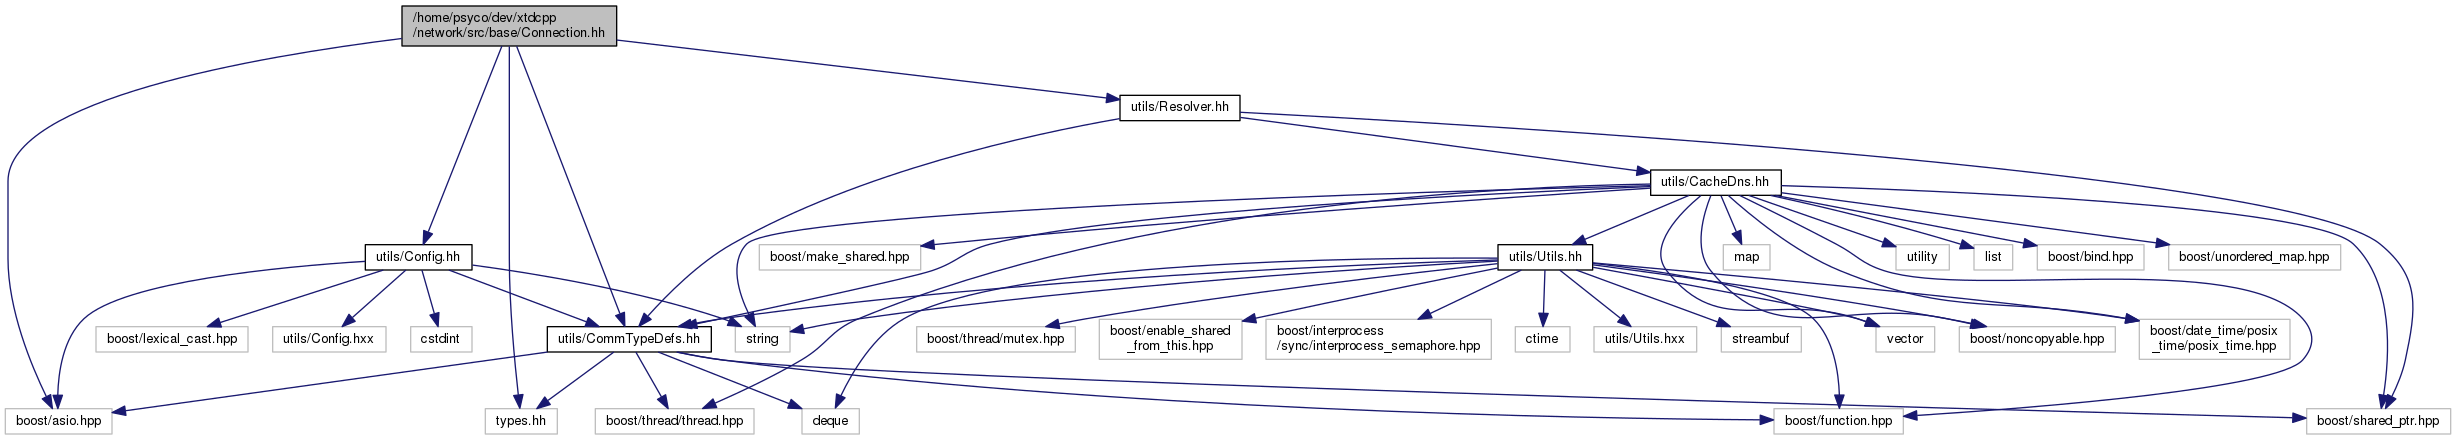 /home/psyco/dev/xtdcpp
/network/src/base/Connection.hh
utils/Resolver.hh
utils/CacheDns.hh
utils/Config.hh
boost/make_shared.hpp
utils/Utils.hh
map
utility
list
boost/bind.hpp
boost/unordered_map.hpp
boost/lexical_cast.hpp
utils/Config.hxx
cstdint
utils/CommTypeDefs.hh
string
boost/thread/mutex.hpp
boost/enable_shared
_from_this.hpp
boost/interprocess
/sync/interprocess_semaphore.hpp
ctime
utils/Utils.hxx
streambuf
vector
boost/noncopyable.hpp
boost/date_time/posix
_time/posix_time.hpp
boost/asio.hpp
types.hh
boost/thread/thread.hpp
deque
boost/function.hpp
boost/shared_ptr.hpp